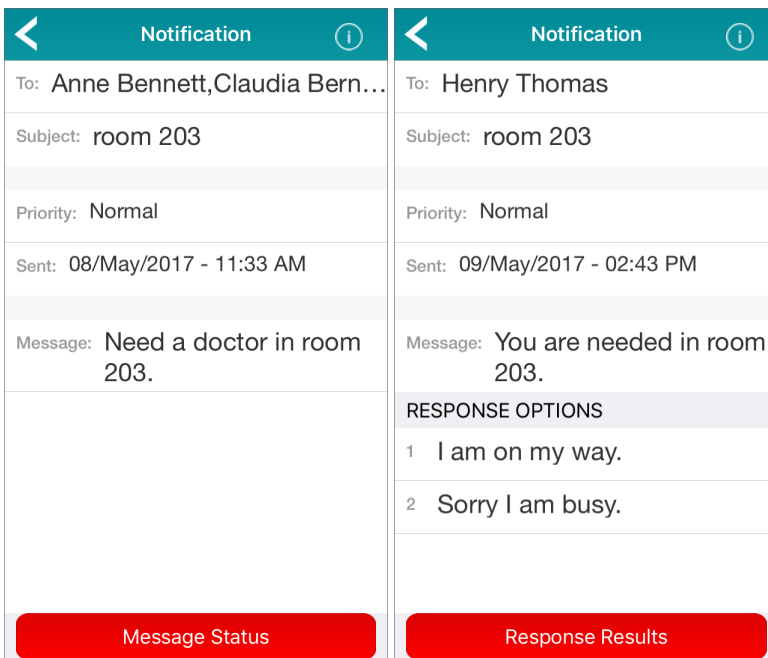 Notification
To: Anne Bennett,Claudia Bern...
Subject: room 203
Priority: Normal
Sent: 08/May/2017 - 11:33 AM
Message: Need a doctor in room
203.
Message Status
Notification
To: Henry Thomas
Subject: room 203
Priority: Normal
Sent: 09/May/2017 - 02:43 PM
Message: You are needed in room
203.
RESPONSE OPTIONS
1 I am on my way.
2 Sorry I am busy.
Response Results